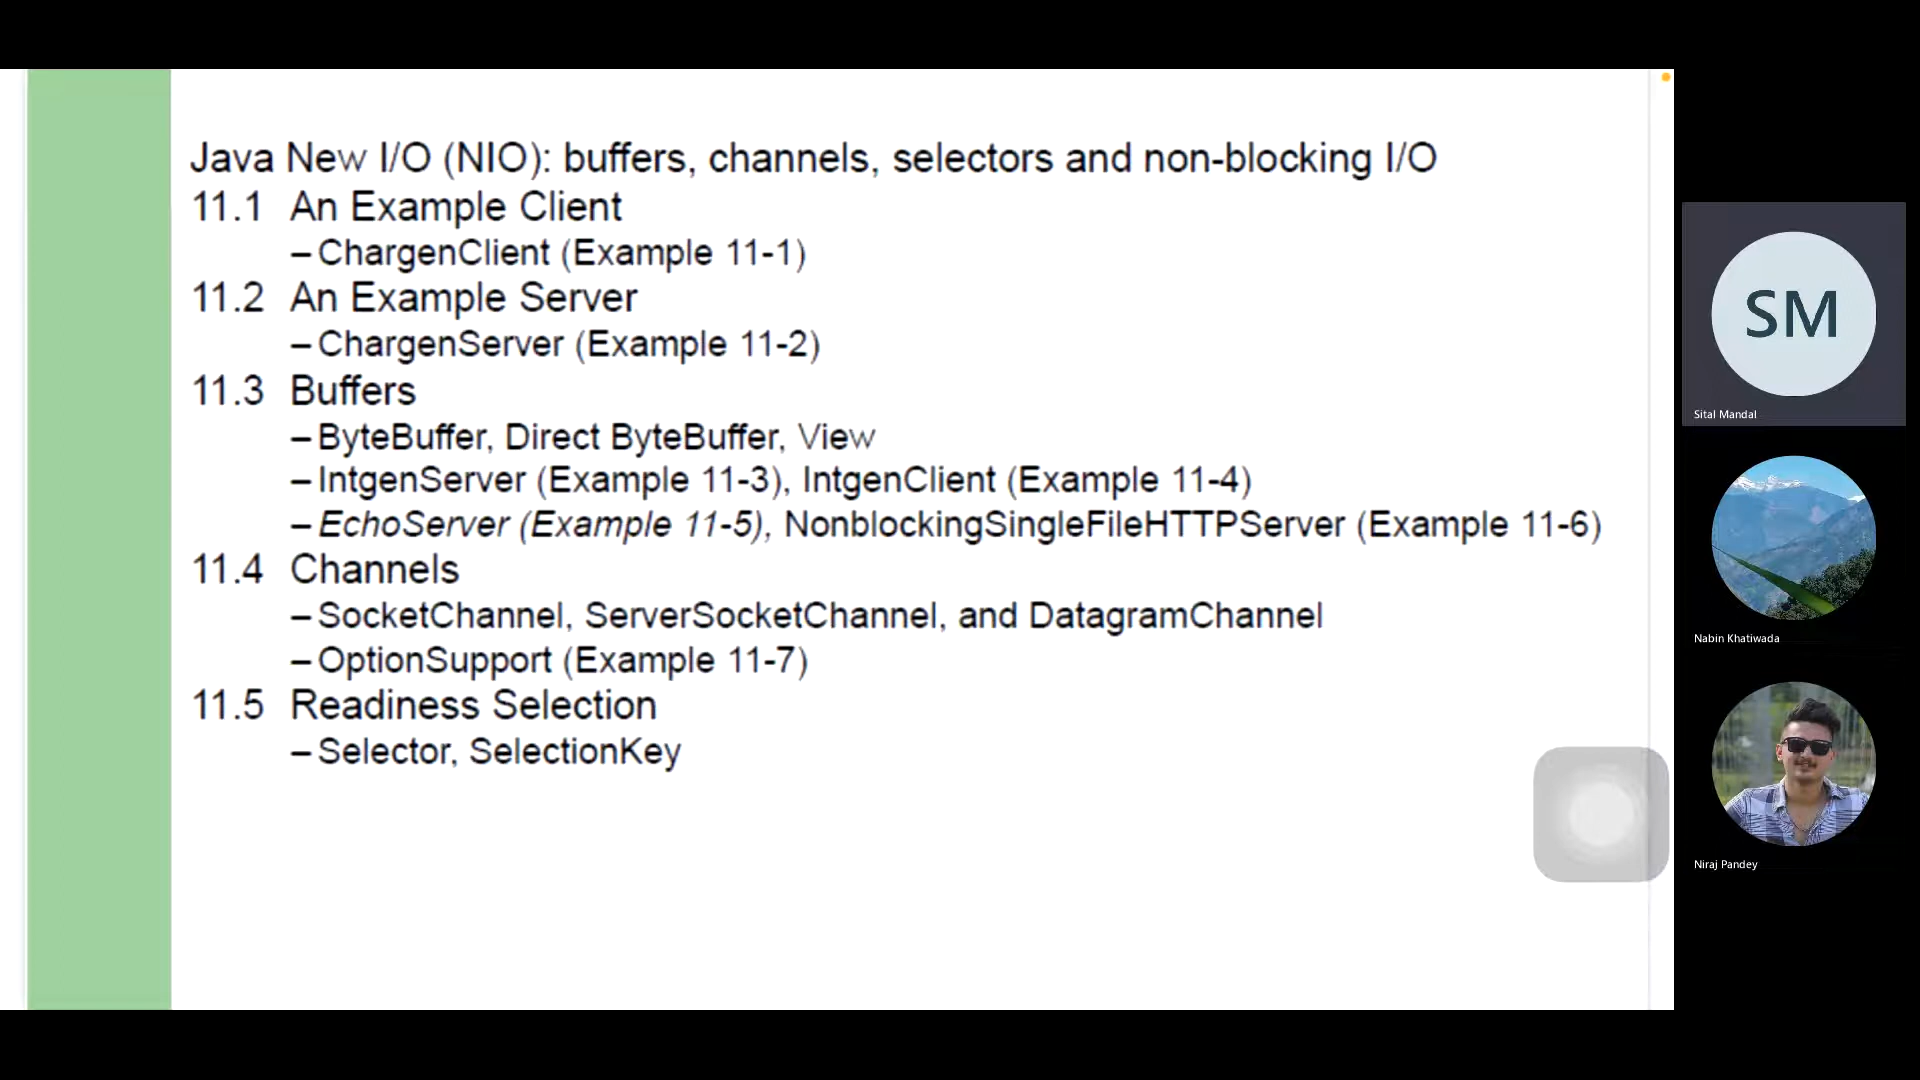 Java New I/O (NIO): buffers, channels, selectors and non-blocking I/O
11.1 An Example Client
– ChargenClient (Example 11-1)
11.2 An Example Server
– ChargenServer (Example 11-2)
11.3 Buffers
– ByteBuffer, Direct ByteBuffer, View
– IntgenServer (Example 11-3), IntgenClient (Example 11-4)
– EchoServer (Example 11-5), NonblockingSingleFileHTTPServer (Example 11-6)
11.4 Channels
– SocketChannel, ServerSocketChannel, and DatagramChannel
– OptionSupport (Example 11-7)
11.5 Readiness Selection
– Selector, SelectionKey
SM
Sital Mandal
Nabin Khatiwada
Niraj Pandey